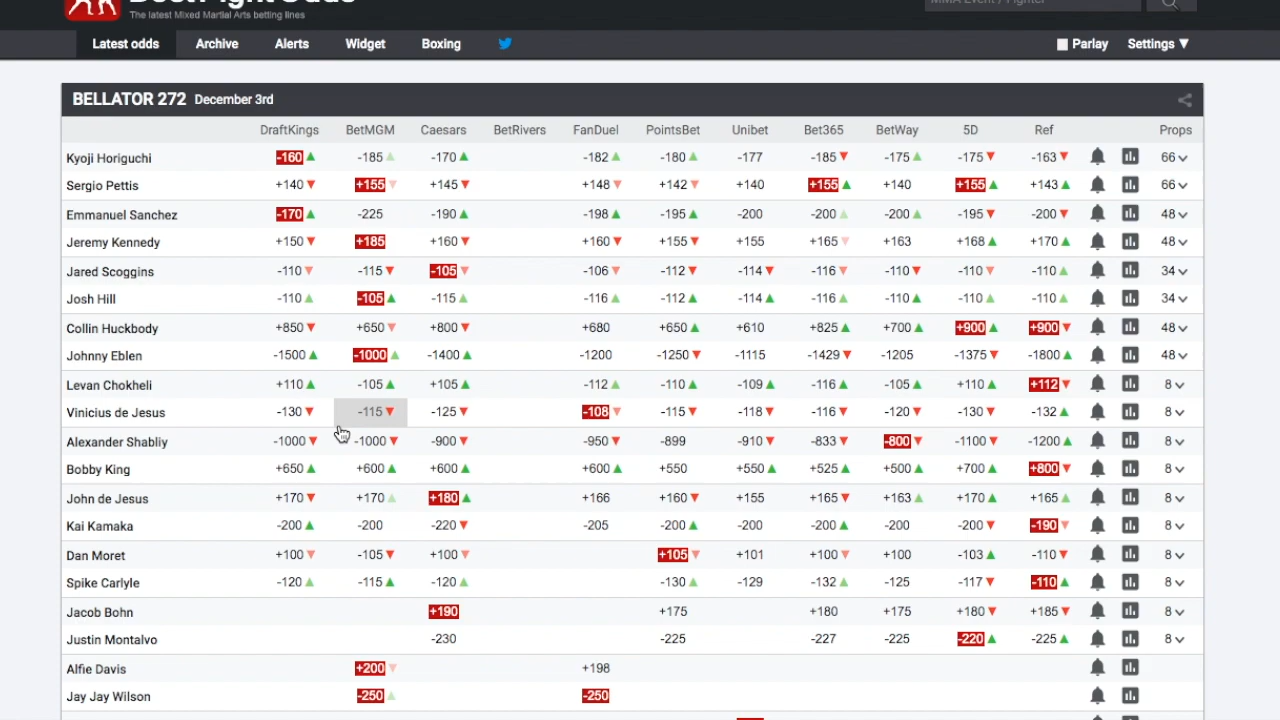 BestFightOdds
The latest Mixed Martial Arts betting lines
MMA Event / Fighter
Latest odds Archive Alerts Widget Boxing Parlay Settings ▼
BELLATOR 272 December 3rd
DraftKings BetMGM Caesars BetRivers FanDuel PointsBet Unibet Bet365 BetWay 5D Ref Props
Kyoji Horiguchi -160▲ -185▲ -170▲ -182▲ -180▲ -177 -185▼ -175▲ -175▼ -163▼ 66
Sergio Pettis +140▼ +155▼ +145▼ +148▼ +142▼ +140 +155▲ +140 +155▲ +143▲ 66
Emmanuel Sanchez -170▲ -225 -190▲ -198▲ -195▲ -200 -200▲ -200▲ -195▼ -200▼ 48
Jeremy Kennedy +150▼ +185 +160▼ +160▼ +155▼ +155 +165▼ +163 +168▲ +170▲ 48
Jared Scoggins -110▼ -115▼ -105▼ -106▼ -112▼ -114▼ -116▼ -110▼ -110▼ -110▲ 34
Josh Hill -110▲ -105▲ -115▲ -116▲ -112▲ -114▲ -116▲ -110▲ -110▲ -110▲ 34
Collin Huckbody +850▼ +650▼ +800▼ +680 +650▲ +610 +825▲ +700▲ +900▲ +900▼ 48
Johnny Eblen -1500▲ -1000▲ -1400▲ -1200 -1250▼ -1115 -1429▼ -1205 -1375▼ -1800▲ 48
Levan Chokheli +110▲ -105▲ +105▲ -112▲ -110▲ -109▲ -116▲ -105▲ +110▲ +112▼ 8
Vinicius de Jesus -130▼ -115▼ -125▼ -108▼ -115▼ -118▼ -116▼ -120▼ -130▼ -132▲ 8
Alexander Shabliy -1000▼ -1000▼ -900▼ -950▼ -899 -910▼ -833▼ -800▼ -1100▼ -1200▲ 8
Bobby King +650▲ +600▲ +600▲ +600▲ +550 +550▲ +525▲ +500▲ +700▲ +800▼ 8
John de Jesus +170▼ +170▲ +180▲ +166 +160▼ +155 +165▼ +163▲ +170▲ +165▲ 8
Kai Kamaka -200▲ -200 -220▼ -205 -200▲ -200 -200▲ -200 -200▼ -190▼ 8
Dan Moret +100▼ -105▼ +100▼ +105▼ +101 +100▼ +100 -103▲ -110▼ 8
Spike Carlyle -120▲ -115▲ -120▲ -130▲ -129 -132▲ -125 -117▼ -110▲ 8
Jacob Bohn +190 +175 +180 +175 +180▼ +185▼ 8
Justin Montalvo -230 -225 -227 -225 -220▲ -225▲ 8
Alfie Davis +200▼ +198
Jay Jay Wilson -250▲ -250